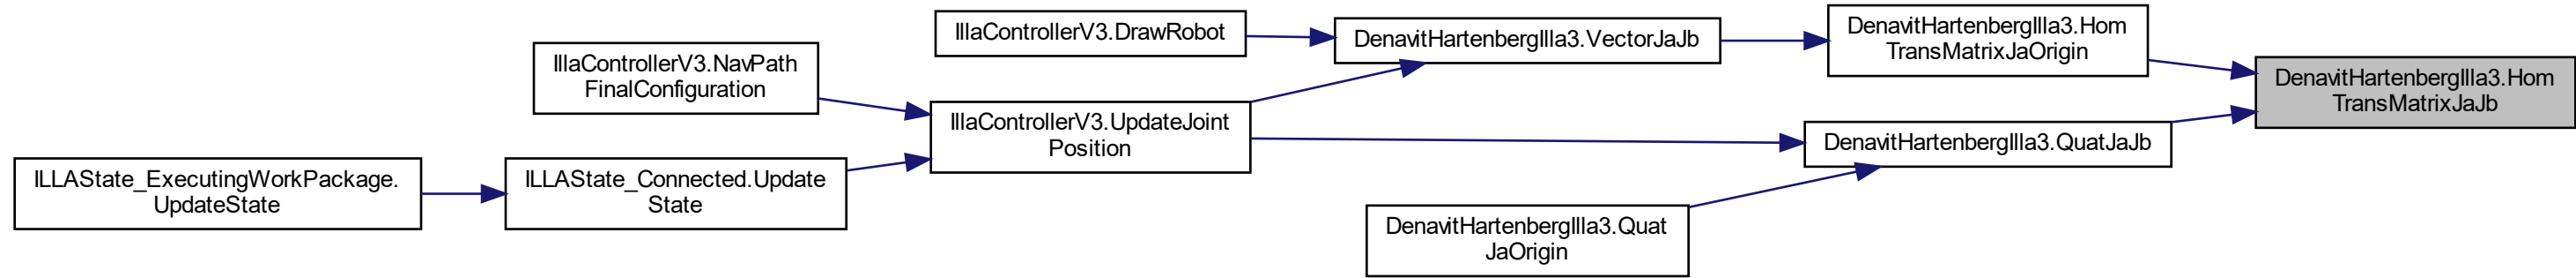 IllaControllerV3.DrawRobot
DenavitHartenbergIlla3.VectorJaJb
DenavitHartenbergIlla3.Hom
TransMatrixJaOrigin
IllaControllerV3.NavPath
FinalConfiguration
DenavitHartenbergIlla3.Hom
TransMatrixJaJb
IllaControllerV3.UpdateJoint
Position
DenavitHartenbergIlla3.QuatJaJb
ILLAState_ExecutingWorkPackage.
UpdateState
ILLAState_Connected.Update
State
DenavitHartenbergIlla3.Quat
JaOrigin